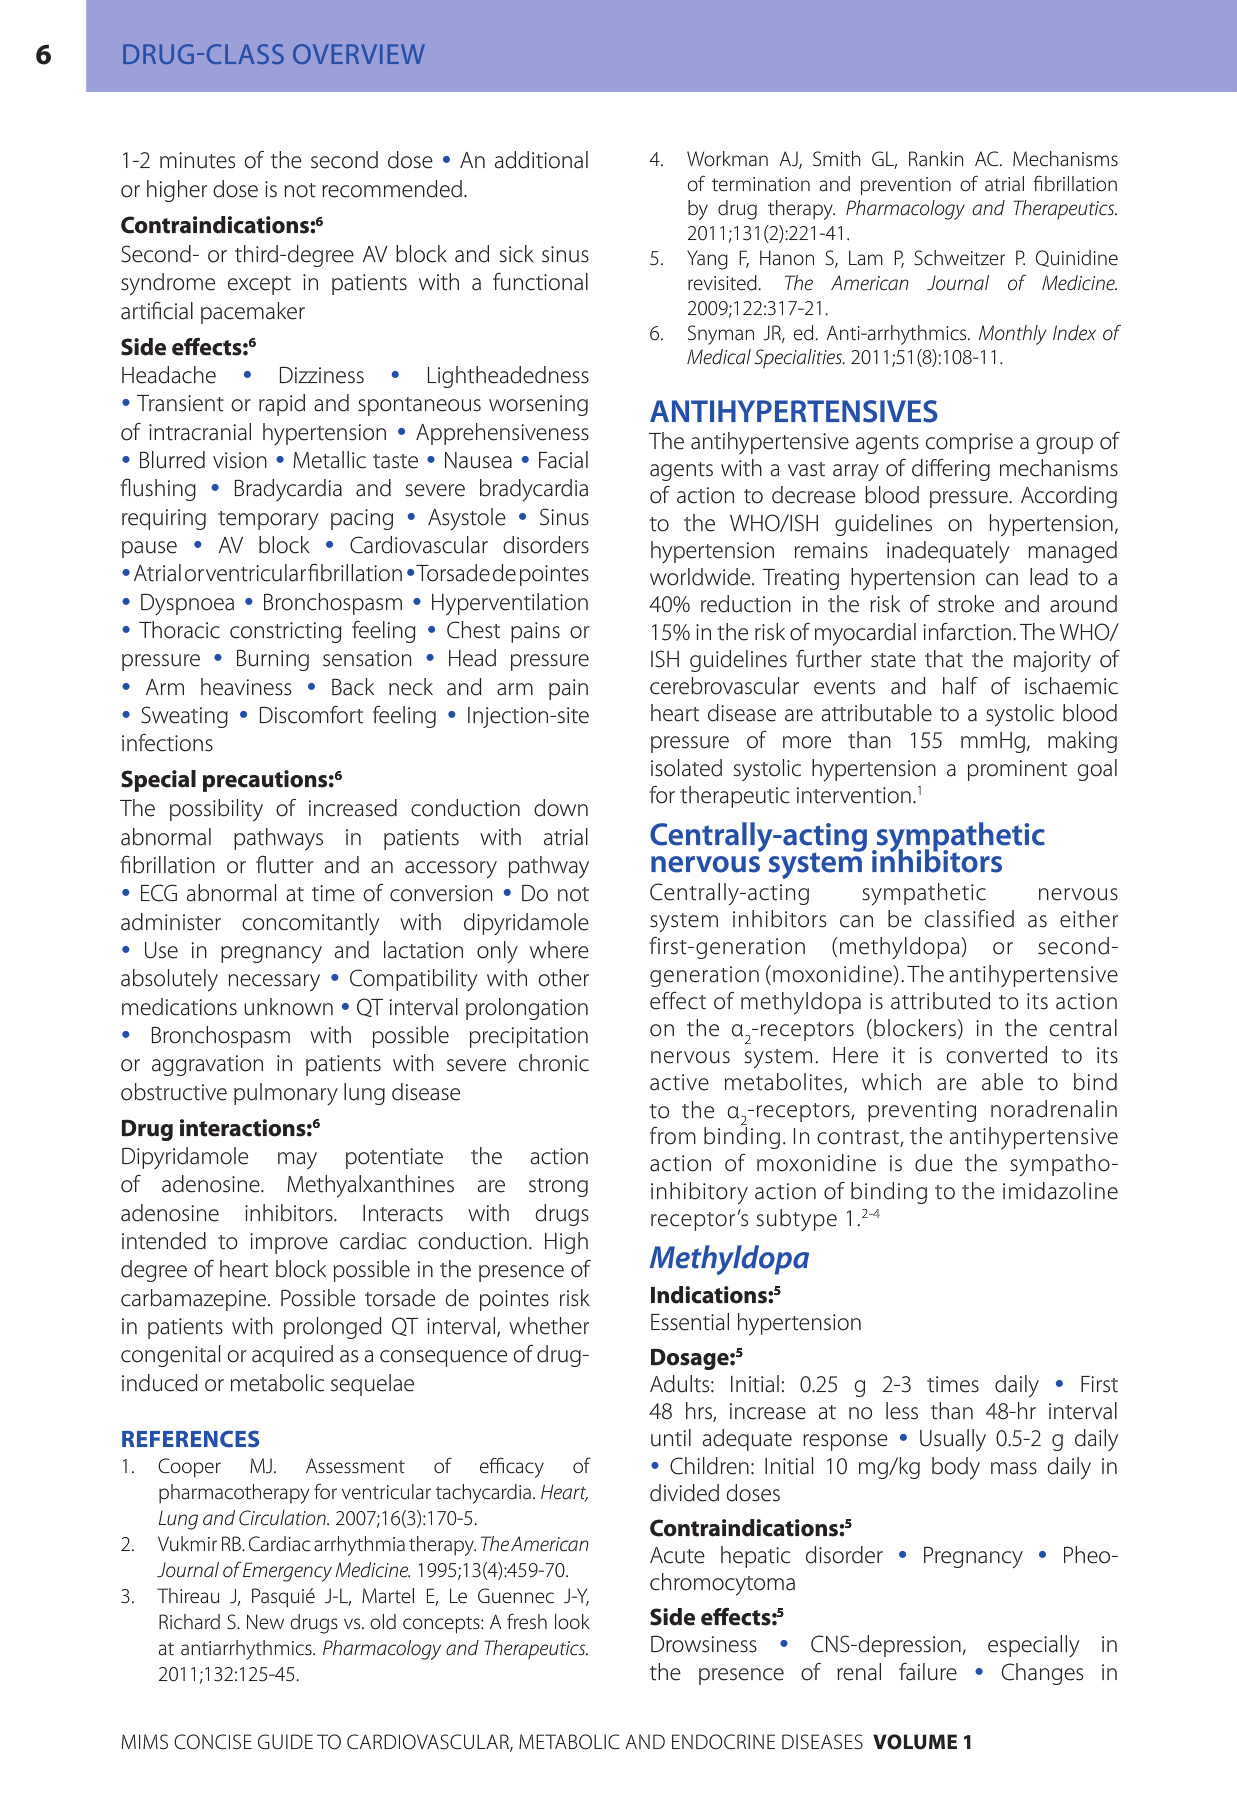 6
DRUG-CLASS OVERVIEW
1-2 minutes of the second dose • An additional
or higher dose is not recommended.
Contraindications:⁶
Second- or third-degree AV block and sick sinus
syndrome except in patients with a functional
artificial pacemaker
Side effects:⁶
Headache • Dizziness • Lightheadedness
• Transient or rapid and spontaneous worsening
of intracranial hypertension • Apprehensiveness
• Blurred vision • Metallic taste • Nausea • Facial
flushing • Bradycardia and severe bradycardia
requiring temporary pacing • Asystole • Sinus
pause • AV block • Cardiovascular disorders
• Atrial or ventricular fibrillation • Torsade de pointes
• Dyspnoea • Bronchospasm • Hyperventilation
• Thoracic constricting feeling • Chest pains or
pressure • Burning sensation • Head pressure
• Arm heaviness • Back neck and arm pain
• Sweating • Discomfort feeling • Injection-site
infections
Special precautions:⁶
The possibility of increased conduction down
abnormal pathways in patients with atrial
fibrillation or flutter and an accessory pathway
• ECG abnormal at time of conversion • Do not
administer concomitantly with dipyridamole
• Use in pregnancy and lactation only where
absolutely necessary • Compatibility with other
medications unknown • QT interval prolongation
• Bronchospasm with possible precipitation
or aggravation in patients with severe chronic
obstructive pulmonary lung disease
Drug interactions:⁶
Dipyridamole may potentiate the action
of adenosine. Methyalxanthines are strong
adenosine inhibitors. Interacts with drugs
intended to improve cardiac conduction. High
degree of heart block possible in the presence of
carbamazepine. Possible torsade de pointes risk
in patients with prolonged QT interval, whether
congenital or acquired as a consequence of drug-
induced or metabolic sequelae
REFERENCES
1. Cooper MJ. Assessment of efficacy of
pharmacotherapy for ventricular tachycardia. Heart,
Lung and Circulation. 2007;16(3):170-5.
2. Vukmir RB. Cardiac arrhythmia therapy. The American
Journal of Emergency Medicine. 1995;13(4):459-70.
3. Thireau J, Pasquié J-L, Martel E, Le Guennec J-Y,
Richard S. New drugs vs. old concepts: A fresh look
at antiarrhythmics. Pharmacology and Therapeutics.
2011;132:125-45.
4. Workman AJ, Smith GL, Rankin AC. Mechanisms
of termination and prevention of atrial fibrillation
by drug therapy. Pharmacology and Therapeutics.
2011;131(2):221-41.
5. Yang F, Hanon S, Lam P, Schweitzer P. Quinidine
revisited. The American Journal of Medicine.
2009;122:317-21.
6. Snyman JR, ed. Anti-arrhythmics. Monthly Index of
Medical Specialities. 2011;51(8):108-11.
ANTIHYPERTENSIVES
The antihypertensive agents comprise a group of
agents with a vast array of differing mechanisms
of action to decrease blood pressure. According
to the WHO/ISH guidelines on hypertension,
hypertension remains inadequately managed
worldwide. Treating hypertension can lead to a
40% reduction in the risk of stroke and around
15% in the risk of myocardial infarction. The WHO/
ISH guidelines further state that the majority of
cerebrovascular events and half of ischaemic
heart disease are attributable to a systolic blood
pressure of more than 155 mmHg, making
isolated systolic hypertension a prominent goal
for therapeutic intervention.¹
Centrally-acting sympathetic
nervous system inhibitors
Centrally-acting sympathetic nervous
system inhibitors can be classified as either
first-generation (methyldopa) or second-
generation (moxonidine). The antihypertensive
effect of methyldopa is attributed to its action
on the α₂-receptors (blockers) in the central
nervous system. Here it is converted to its
active metabolites, which are able to bind
to the α₂-receptors, preventing noradrenalin
from binding. In contrast, the antihypertensive
action of moxonidine is due the sympatho-
inhibitory action of binding to the imidazoline
receptor's subtype 1.²⁻⁴
Methyldopa
Indications:⁵
Essential hypertension
Dosage:⁵
Adults: Initial: 0.25 g 2-3 times daily • First
48 hrs, increase at no less than 48-hr interval
until adequate response • Usually 0.5-2 g daily
• Children: Initial 10 mg/kg body mass daily in
divided doses
Contraindications:⁵
Acute hepatic disorder • Pregnancy • Pheo-
chromocytoma
Side effects:⁵
Drowsiness • CNS-depression, especially in
the presence of renal failure • Changes in
MIMS CONCISE GUIDE TO CARDIOVASCULAR, METABOLIC AND ENDOCRINE DISEASES VOLUME 1